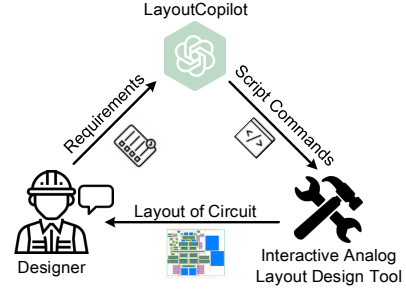 LayoutCopilot
Requirements
Script Commands
</>
Layout of Circuit
Designer
Interactive Analog
Layout Design Tool